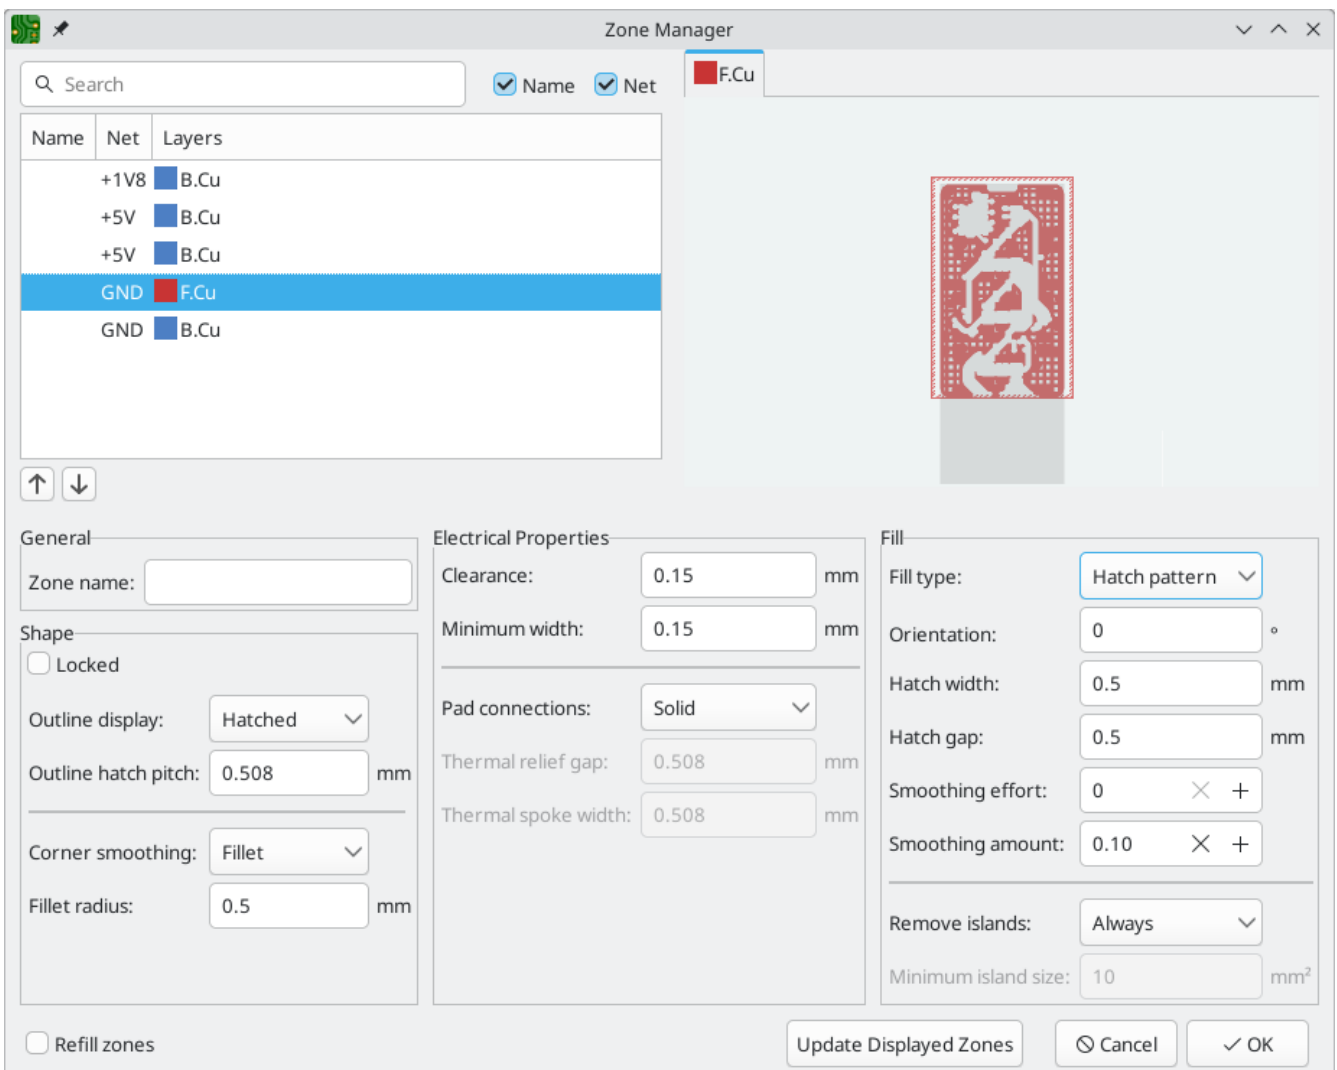 Zone Manager
Search
Name
Net
F.Cu
Name Net Layers
+1V8 B.Cu
+5V B.Cu
+5V B.Cu
GND F.Cu
GND B.Cu
General
Zone name:
Shape
Locked
Outline display: Hatched
Outline hatch pitch: 0.508 mm
Corner smoothing: Fillet
Fillet radius: 0.5 mm
Electrical Properties
Clearance: 0.15 mm
Minimum width: 0.15 mm
Pad connections: Solid
Thermal relief gap: 0.508 mm
Thermal spoke width: 0.508 mm
Fill
Fill type: Hatch pattern
Orientation: 0 °
Hatch width: 0.5 mm
Hatch gap: 0.5 mm
Smoothing effort: 0
Smoothing amount: 0.10
Remove islands: Always
Minimum island size: 10 mm²
Refill zones
Update Displayed Zones
Cancel
OK